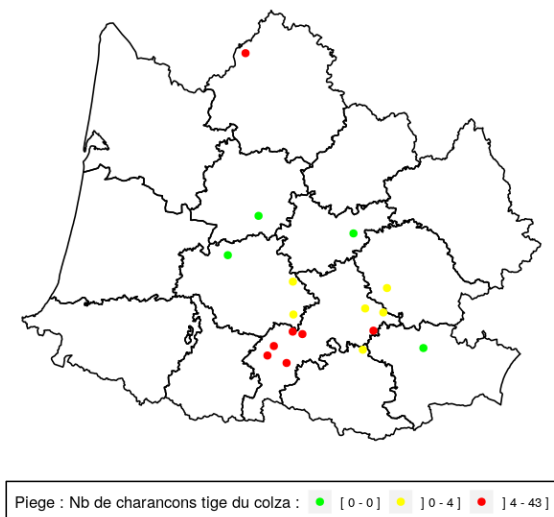 Piege : Nb de charancons tige du colza : [ 0 - 0 ] ] 0 - 4 ] ] 4 - 43 ]